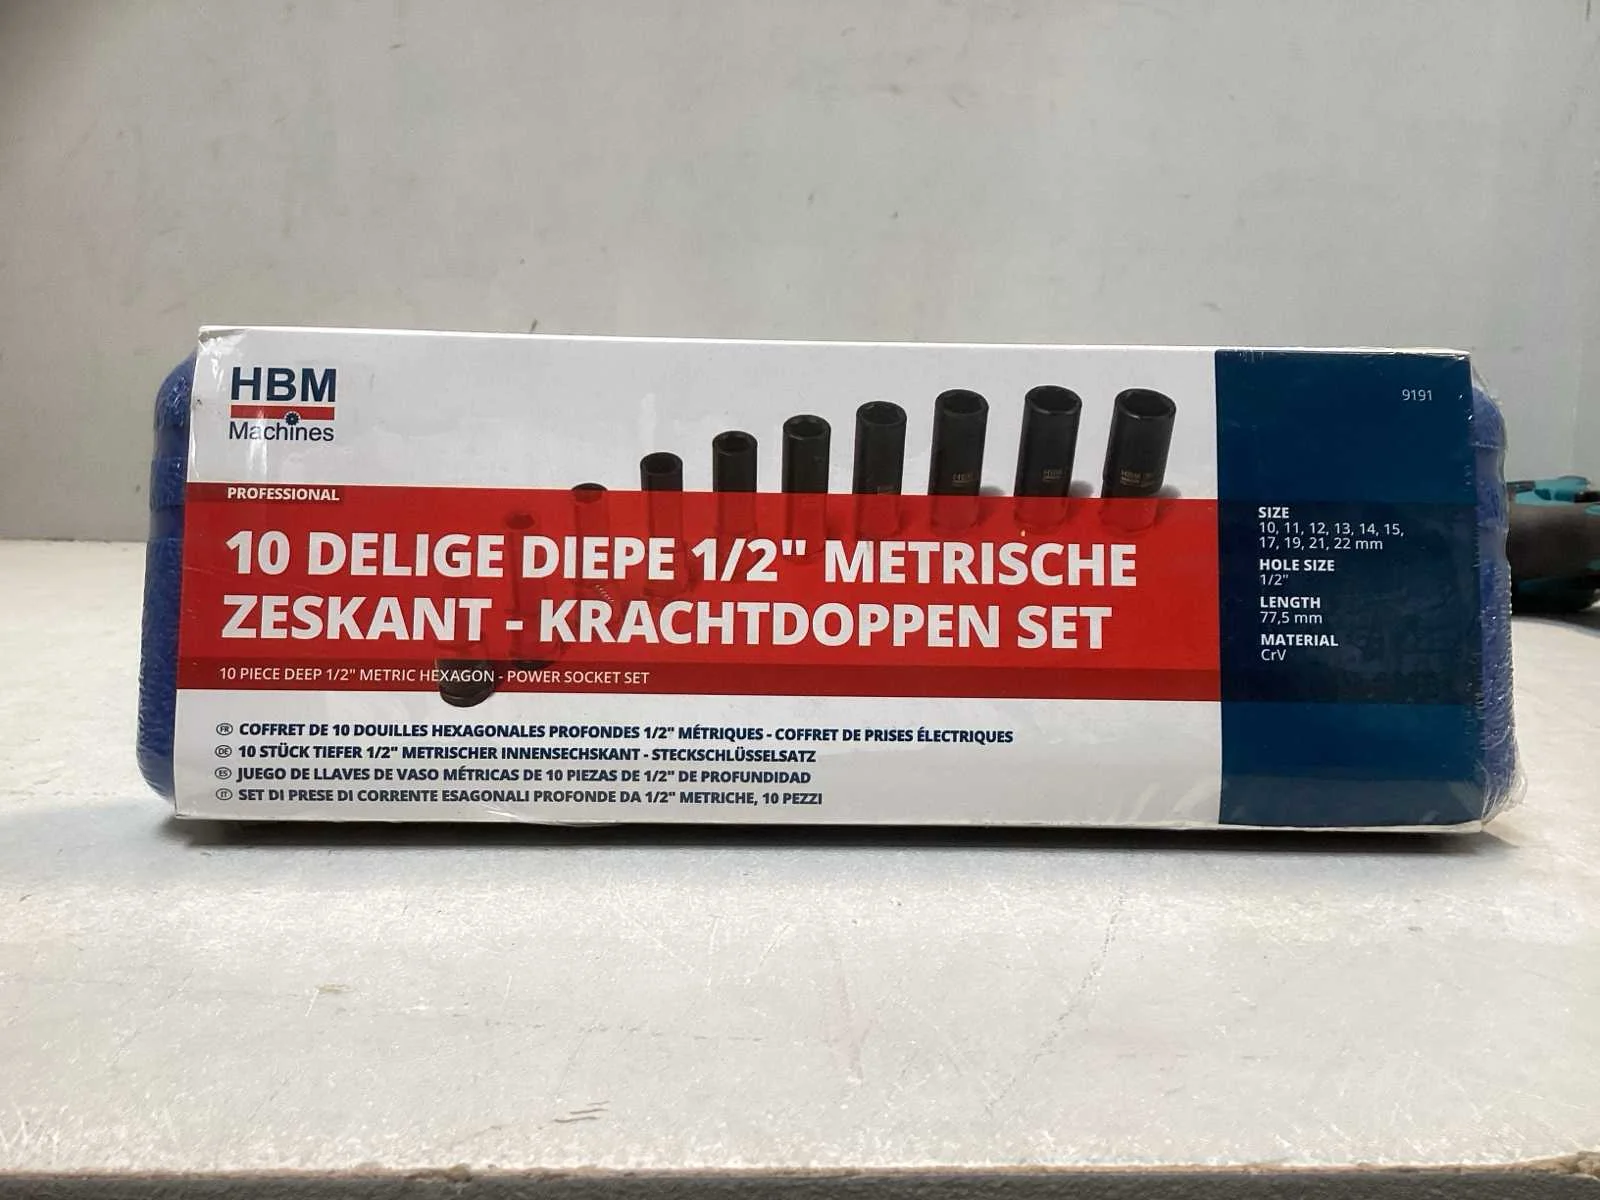 HBM
Machines
PROFESSIONAL
10 DELIGE DIEPE 1/2" METRISCHE
ZESKANT - KRACHTDOPPEN SET
10 PIECE DEEP 1/2" METRIC HEXAGON - POWER SOCKET SET
FR COFFRET DE 10 DOUILLES HEXAGONALES PROFONDES 1/2" MÉTRIQUES - COFFRET DE PRISES ÉLECTRIQUES
DE 10 STÜCK TIEFER 1/2" METRISCHER INNENSECHSKANT - STECKSCHLÜSSELSATZ
ES JUEGO DE LLAVES DE VASO MÉTRICAS DE 10 PIEZAS DE 1/2" DE PROFUNDIDAD
IT SET DI PRESE DI CORRENTE ESAGONALI PROFONDE DA 1/2" METRICHE, 10 PEZZI
HBM
HBM
HBM
9191
SIZE
10, 11, 12, 13, 14, 15,
17, 19, 21, 22 mm
HOLE SIZE
1/2"
LENGTH
77,5 mm
MATERIAL
CrV